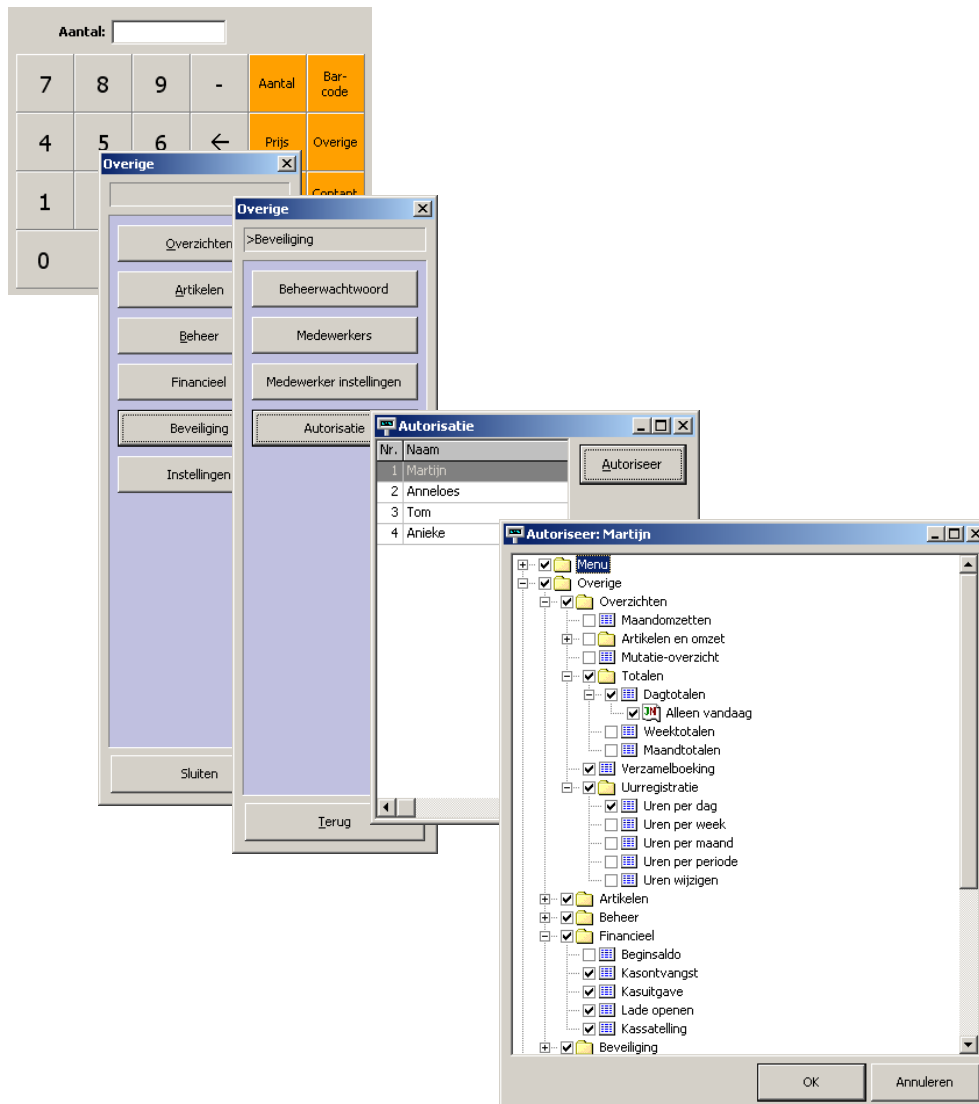 Aantal:
7 8 9 - Aantal Bar-
code
4 5 6 ← Prijs Overige
1 Contant
0
Overige
Overzichten
Artikelen
Beheer
Financieel
Beveiliging
Instellingen
Sluiten
Overige
>Beveiliging
Beheerwachtwoord
Medewerkers
Medewerker instellingen
Autorisatie
Terug
Autorisatie
Nr. Naam
1 Martijn
2 Anneloes
3 Tom
4 Anieke
Autoriseer
Autoriseer: Martijn
Menu
Overige
Overzichten
Maandomzetten
Artikelen en omzet
Mutatie-overzicht
Totalen
Dagtotalen
JN Alleen vandaag
Weektotalen
Maandtotalen
Verzamelboeking
Uurregistratie
Uren per dag
Uren per week
Uren per maand
Uren per periode
Uren wijzigen
Artikelen
Beheer
Financieel
Beginsaldo
Kasontvangst
Kasuitgave
Lade openen
Kassatelling
Beveiliging
OK Annuleren